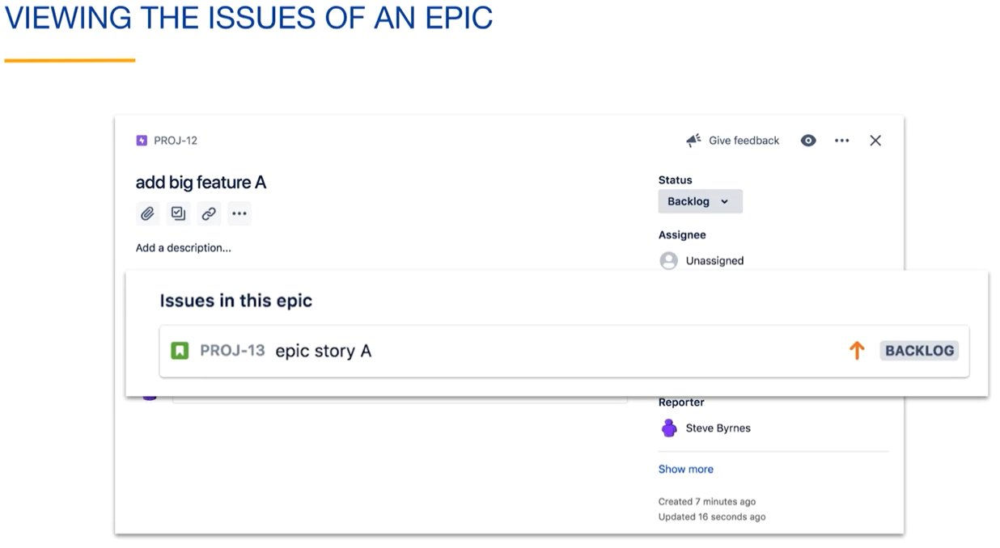 VIEWING THE ISSUES OF AN EPIC
PROJ-12
Give feedback
add big feature A
Status
Backlog
Add a description...
Assignee
Unassigned
Issues in this epic
PROJ-13 epic story A BACKLOG
Reporter
Steve Byrnes
Show more
Created 7 minutes ago
Updated 16 seconds ago